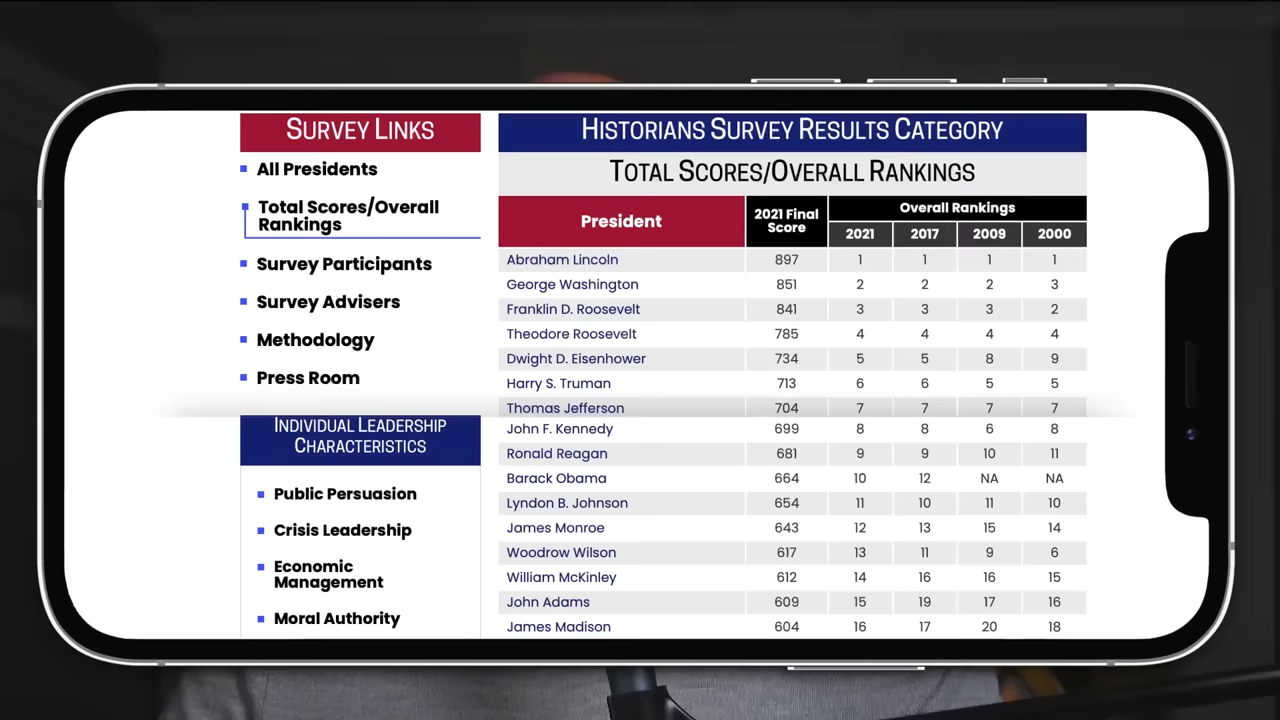 SURVEY LINKS
All Presidents
Total Scores/Overall
Rankings
Survey Participants
Survey Advisers
Methodology
Press Room
INDIVIDUAL LEADERSHIP
CHARACTERISTICS
Public Persuasion
Crisis Leadership
Economic
Management
Moral Authority
HISTORIANS SURVEY RESULTS CATEGORY
TOTAL SCORES/OVERALL RANKINGS
President 2021 Final Score Overall Rankings
2021 2017 2009 2000
Abraham Lincoln 897 1 1 1 1
George Washington 851 2 2 2 3
Franklin D. Roosevelt 841 3 3 3 2
Theodore Roosevelt 785 4 4 4 4
Dwight D. Eisenhower 734 5 5 8 9
Harry S. Truman 713 6 6 5 5
Thomas Jefferson 704 7 7 7 7
John F. Kennedy 699 8 8 6 8
Ronald Reagan 681 9 9 10 11
Barack Obama 664 10 12 NA NA
Lyndon B. Johnson 654 11 10 11 10
James Monroe 643 12 13 15 14
Woodrow Wilson 617 13 11 9 6
William McKinley 612 14 16 16 15
John Adams 609 15 19 17 16
James Madison 604 16 17 20 18